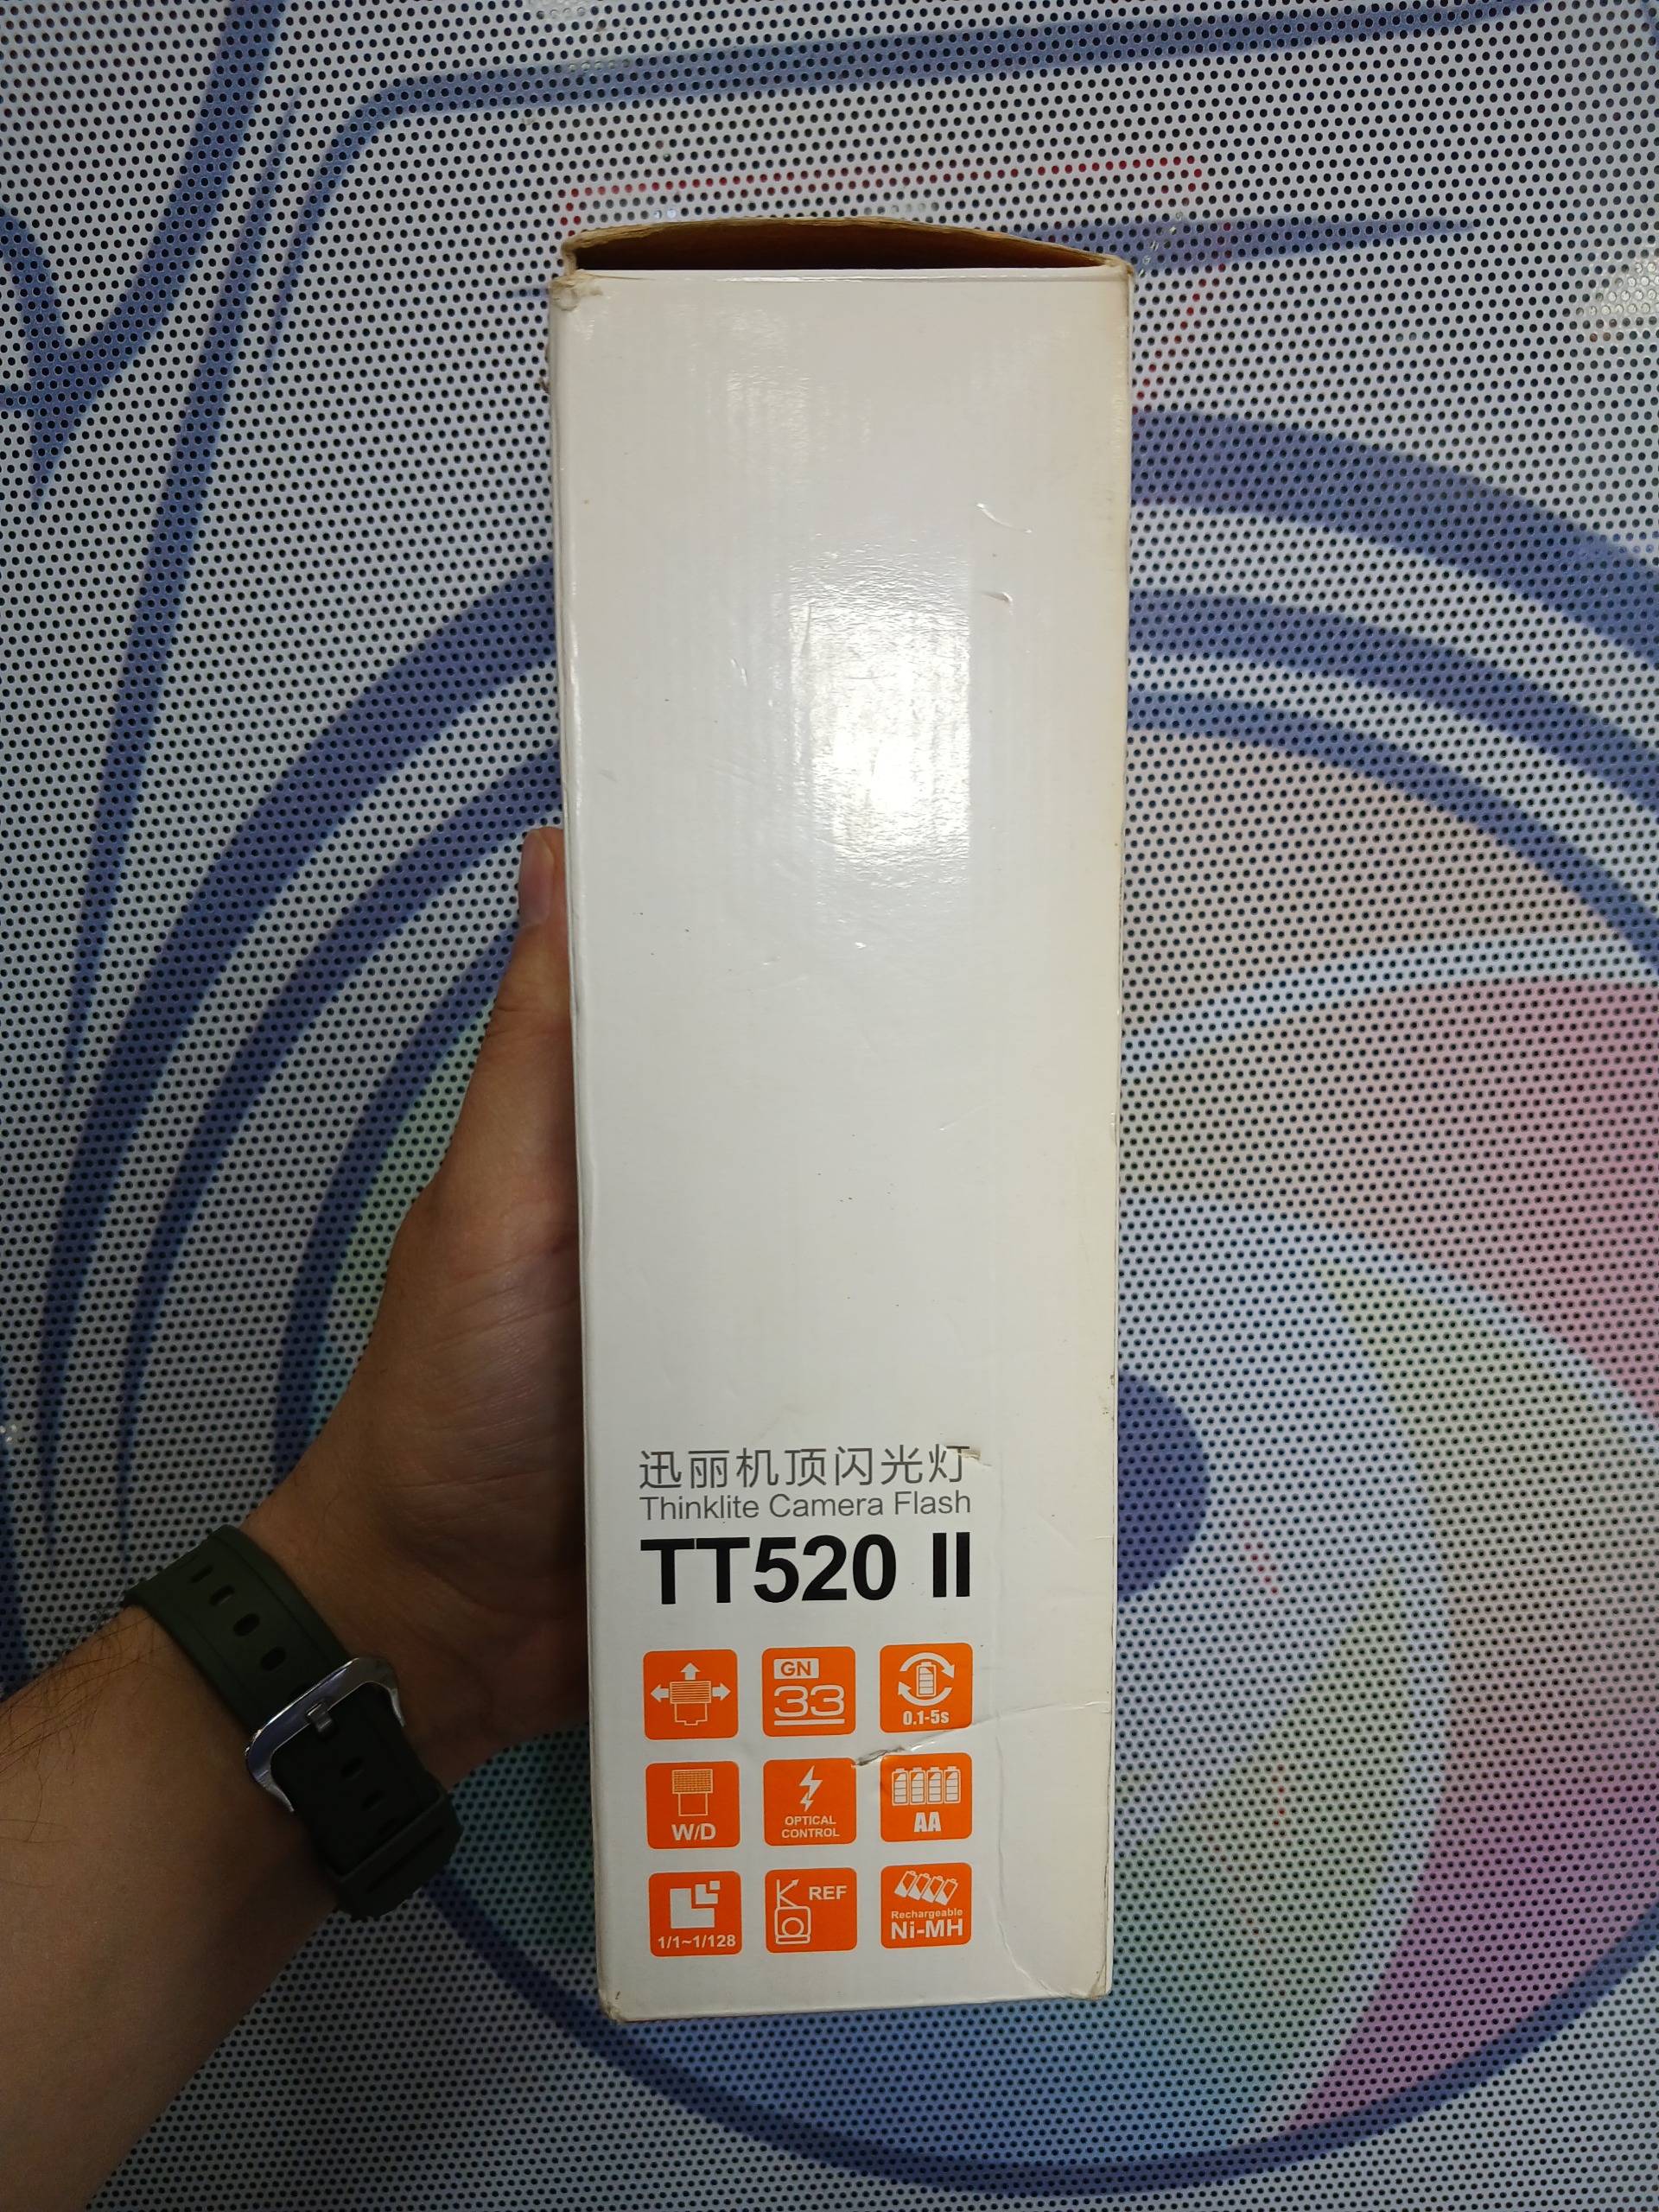 迅丽机顶闪光灯
Thinklite Camera Flash
TT520 II
GN
33
0.1-5s
W/D
OPTICAL
CONTROL
AA
1/1~1/128
REF
Rechargeable
Ni-MH